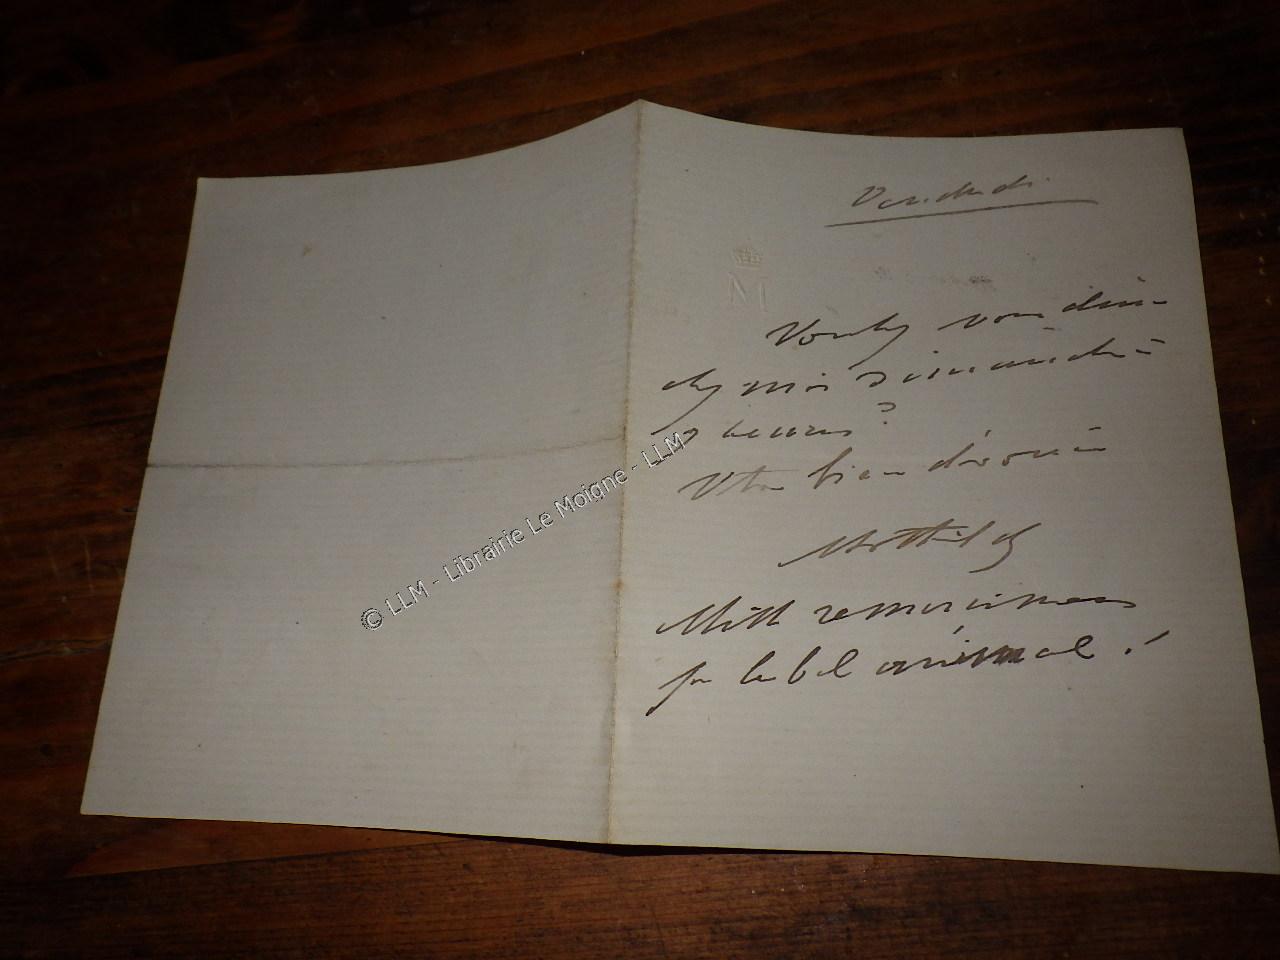 Vendredi
M
Voulez vous dîner
chez moi Dimanche à
7 heures?
Votre bien dévouée
Mathilde
Mille remerciements
pour le bel animal!
© LLM - Librairie Le Moigne - LLM